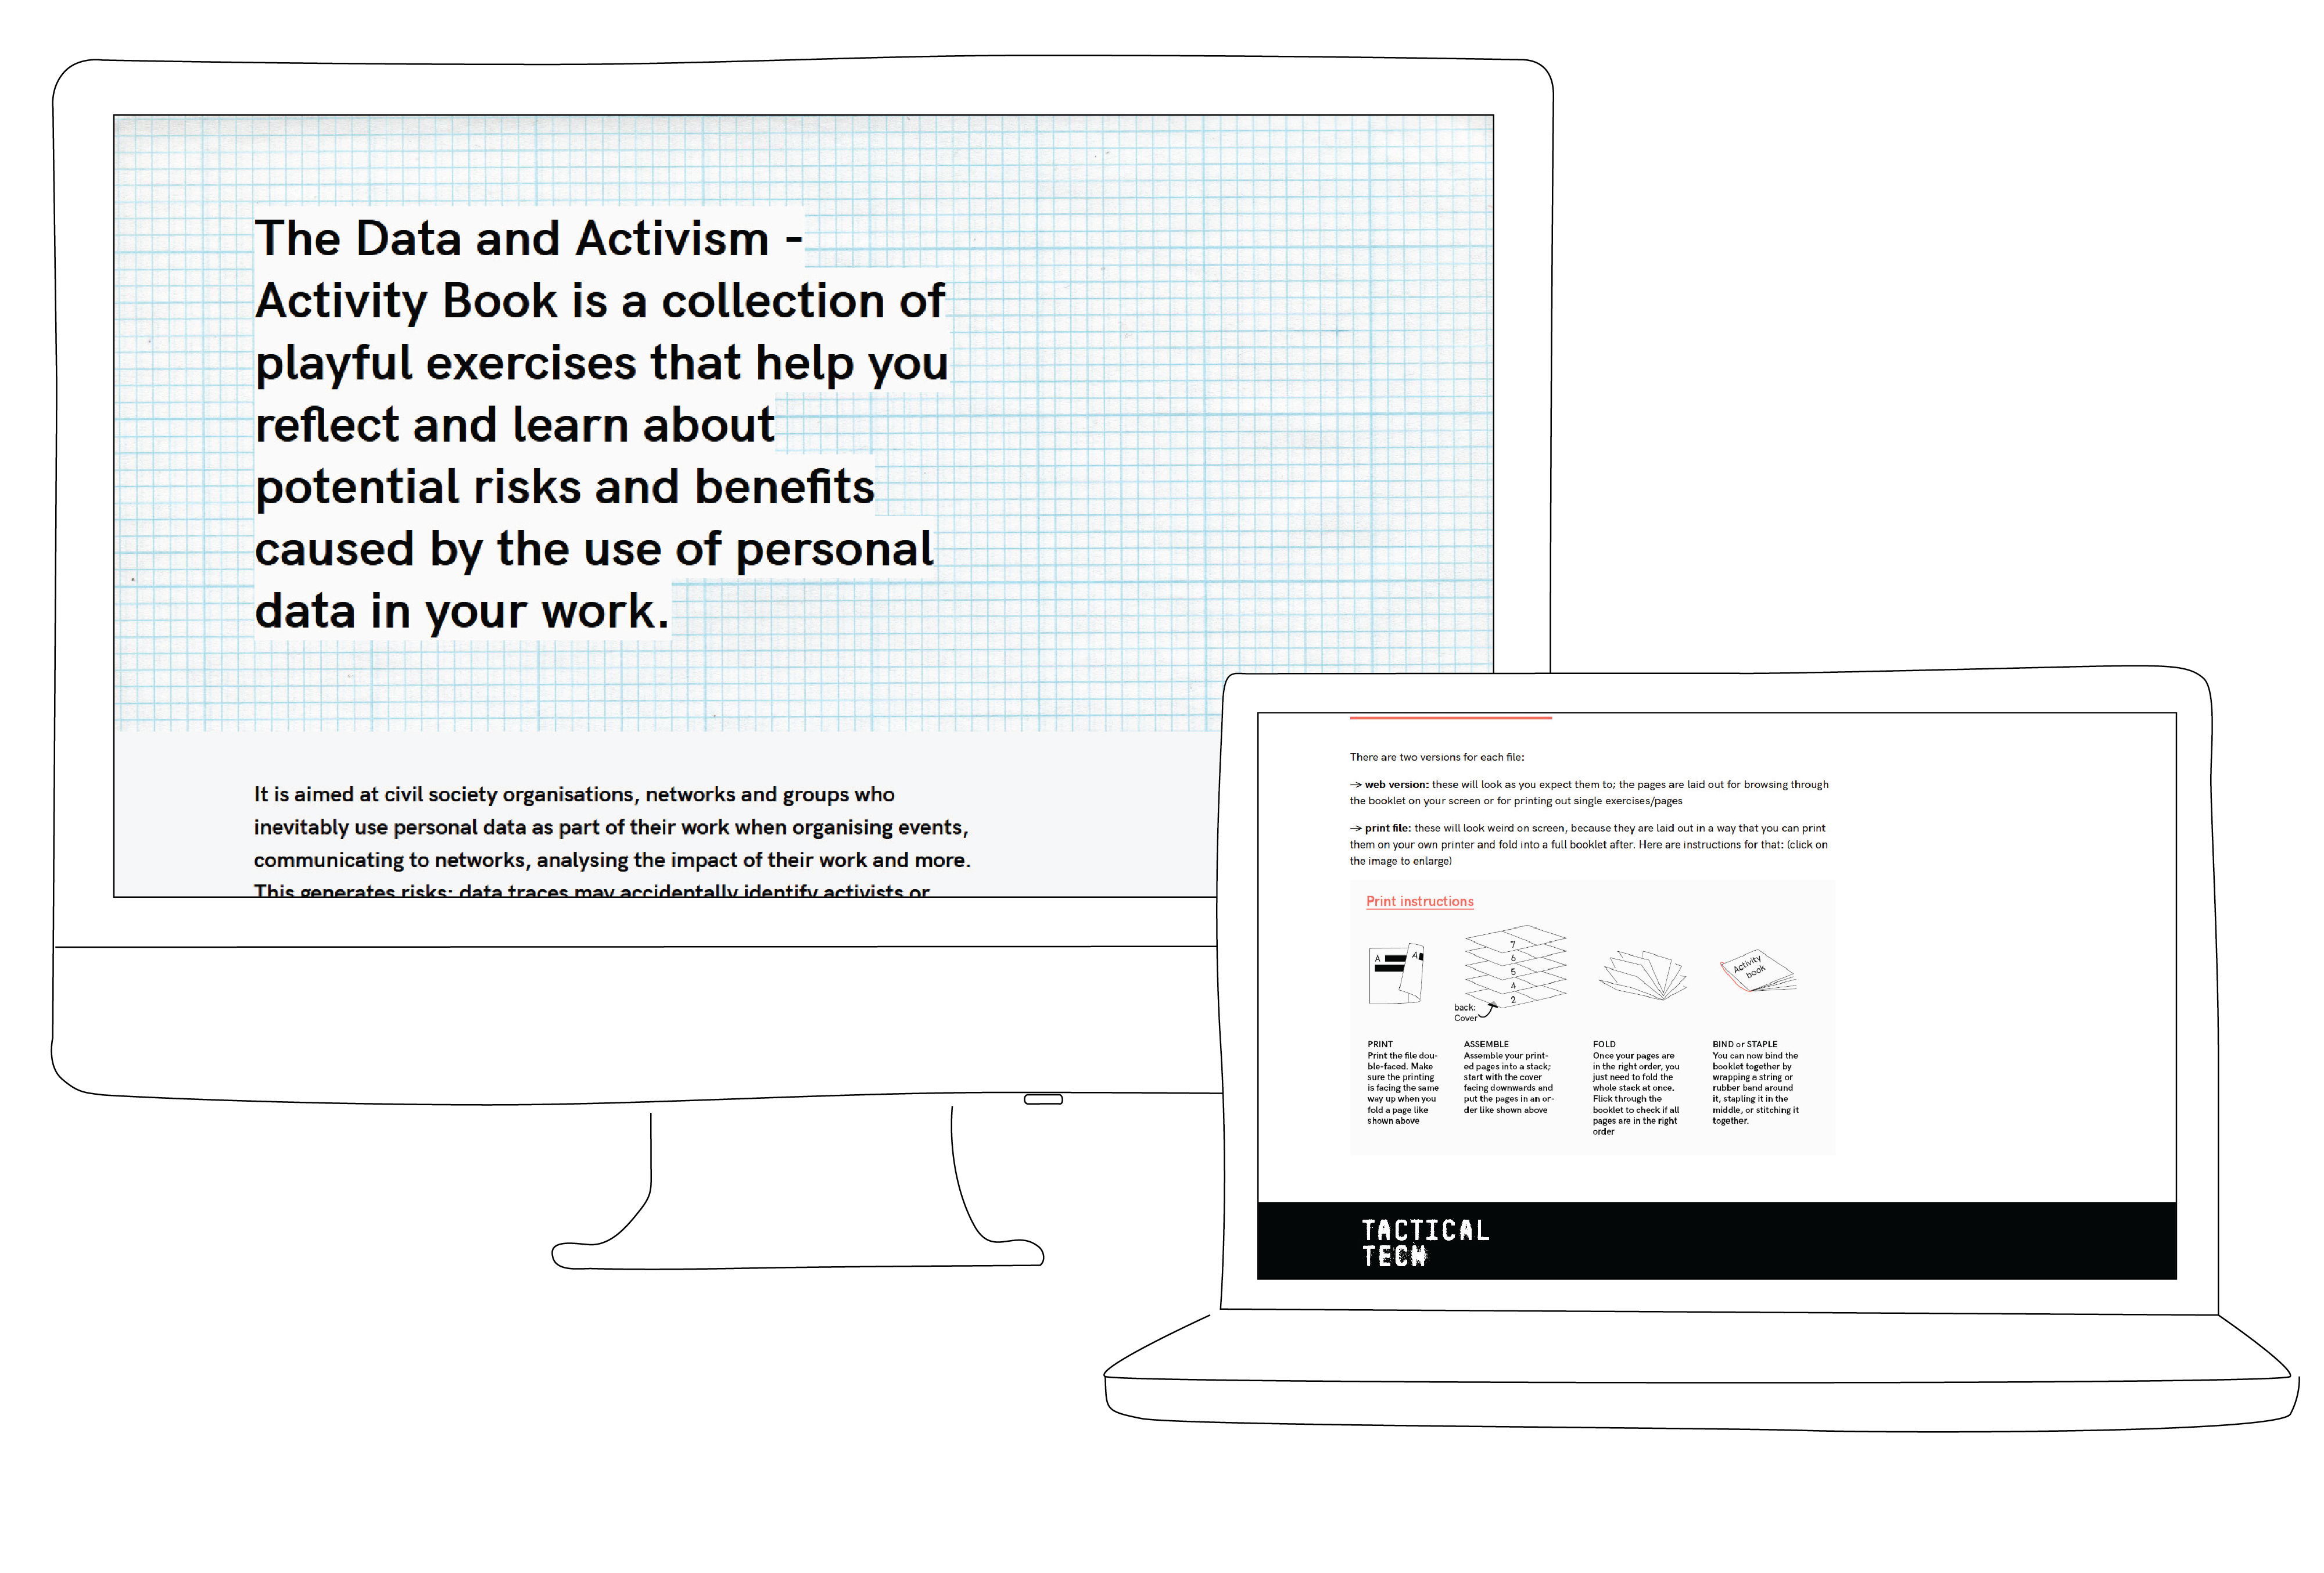 The Data and Activism -
Activity Book is a collection of
playful exercises that help you
reflect and learn about
potential risks and benefits
caused by the use of personal
data in your work.
It is aimed at civil society organisations, networks and groups who
inevitably use personal data as part of their work when organising events,
communicating to networks, analysing the impact of their work and more.
This generates risks: data traces may accidentally identify activists or
There are two versions for each file:
→ web version: these will look as you expect them to; the pages are laid out for browsing through
the booklet on your screen or for printing out single exercises/pages
→ print file: these will look weird on screen, because they are laid out in a way that you can print
them on your own printer and fold into a full booklet after. Here are instructions for that: (click on
the image to enlarge)
Print instructions
A
A
7
6
5
4
2
back:
Cover
Activity
book
PRINT
Print the file dou-
ble-faced. Make
sure the printing
is facing the same
way up when you
fold a page like
shown above
ASSEMBLE
Assemble your print-
ed pages into a stack;
start with the cover
facing downwards and
put the pages in an or-
der like shown above
FOLD
Once your pages are
in the right order, you
just need to fold the
whole stack at once.
Flick through the
booklet to check if all
pages are in the right
order
BIND or STAPLE
You can now bind the
booklet together by
wrapping a string or
rubber band around
it, stapling it in the
middle, or stitching it
together.
TACTICAL
TECH